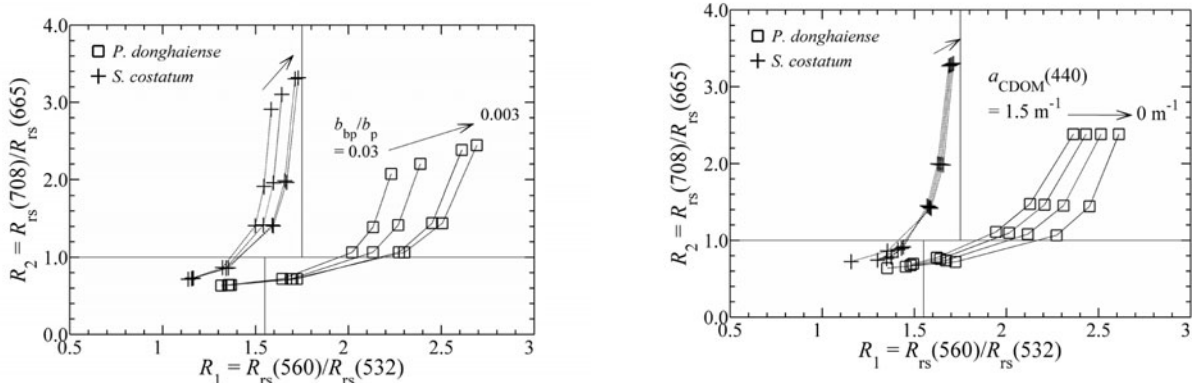 4.0
3.0
2.0
1.0
0.0
R₂ = Rrs(708)/Rrs(665)
P. donghaiense
S. costatum
bbp/bp
= 0.03
0.003
0.5 1 1.5 2 2.5 3
R₁ = Rrs(560)/Rrs(532)
4.0
3.0
2.0
1.0
0.0
R₂ = Rrs(708)/Rrs(665)
P. donghaiense
S. costatum
aCDOM(440)
= 1.5 m⁻¹
0 m⁻¹
0.5 1 1.5 2 2.5 3
R₁ = Rrs(560)/Rrs(532)